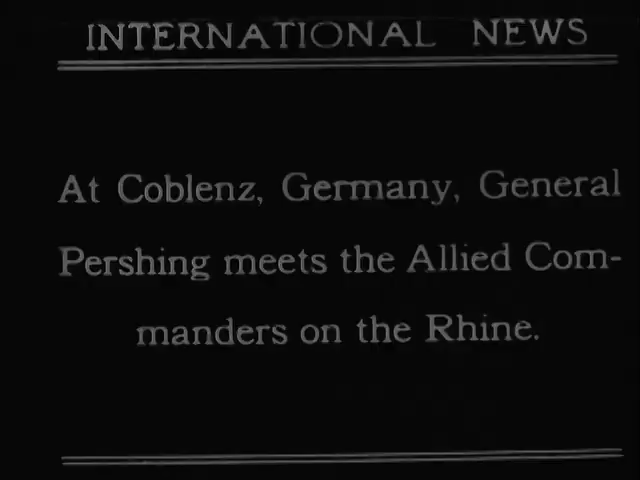 INTERNATIONAL NEWS
At Coblenz, Germany, General
Pershing meets the Allied Com-
manders on the Rhine.